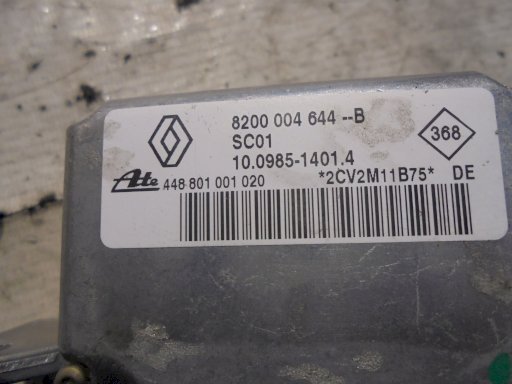 8200 004 644 --B
SC01
368
10.0985-1401.4
Ate 448 801 001 020 *2CV2M11B75* DE